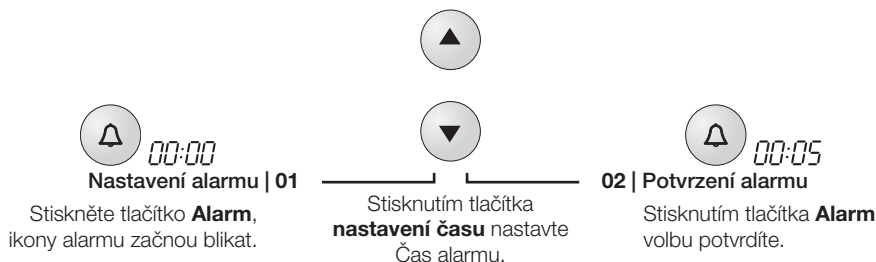 00:00
Nastavení alarmu | 01
Stiskněte tlačítko Alarm,
ikony alarmu začnou blikat.
Stisknutím tlačítka
nastavení času nastavte
Čas alarmu.
00:05
02 | Potvrzení alarmu
Stisknutím tlačítka Alarm
volbu potvrdíte.